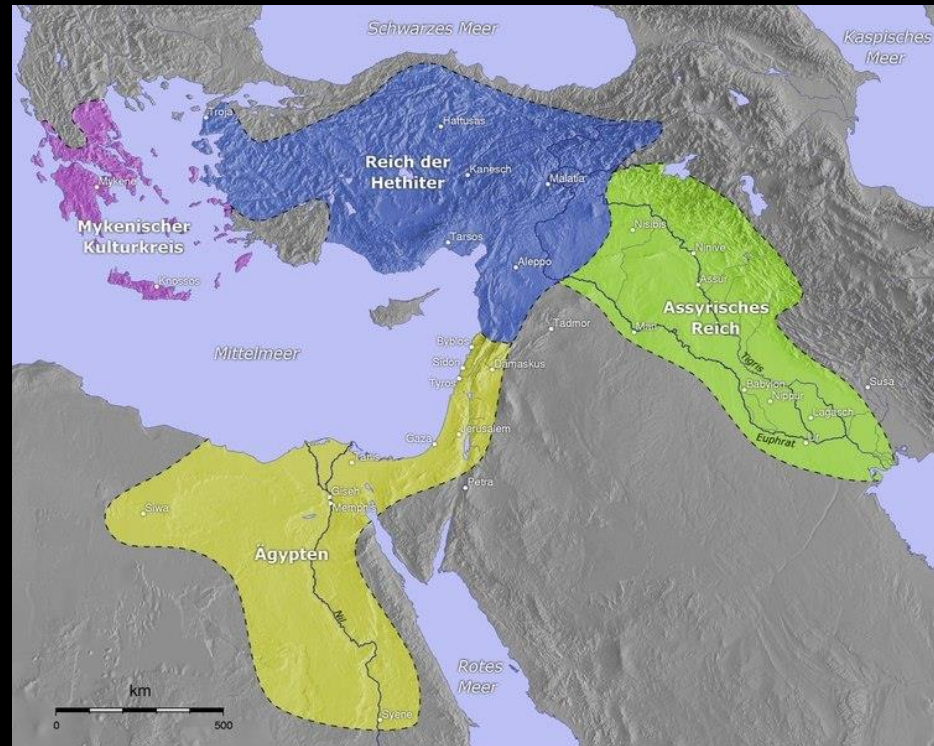 Schwarzes Meer
Kaspisches
Meer
Troja
Hattusas
Reich der
Hethiter
Kanesch
Malatia
Mykene
Mykenischer
Kulturkreis
Tarsos
Aleppo
Nisibis
Ninive
Assur
Assyrisches
Reich
Knossos
Mittelmeer
Tadmor
Mari
Byblos
Sidon
Damaskus
Tyros
Tigris
Babylon
Nippur
Susa
Lagasch
Euphrat
Gaza
Jerusalem
Petra
Giseh
Memphis
Siwa
Ägypten
Nil
Rotes
Meer
km
0
500
Syene